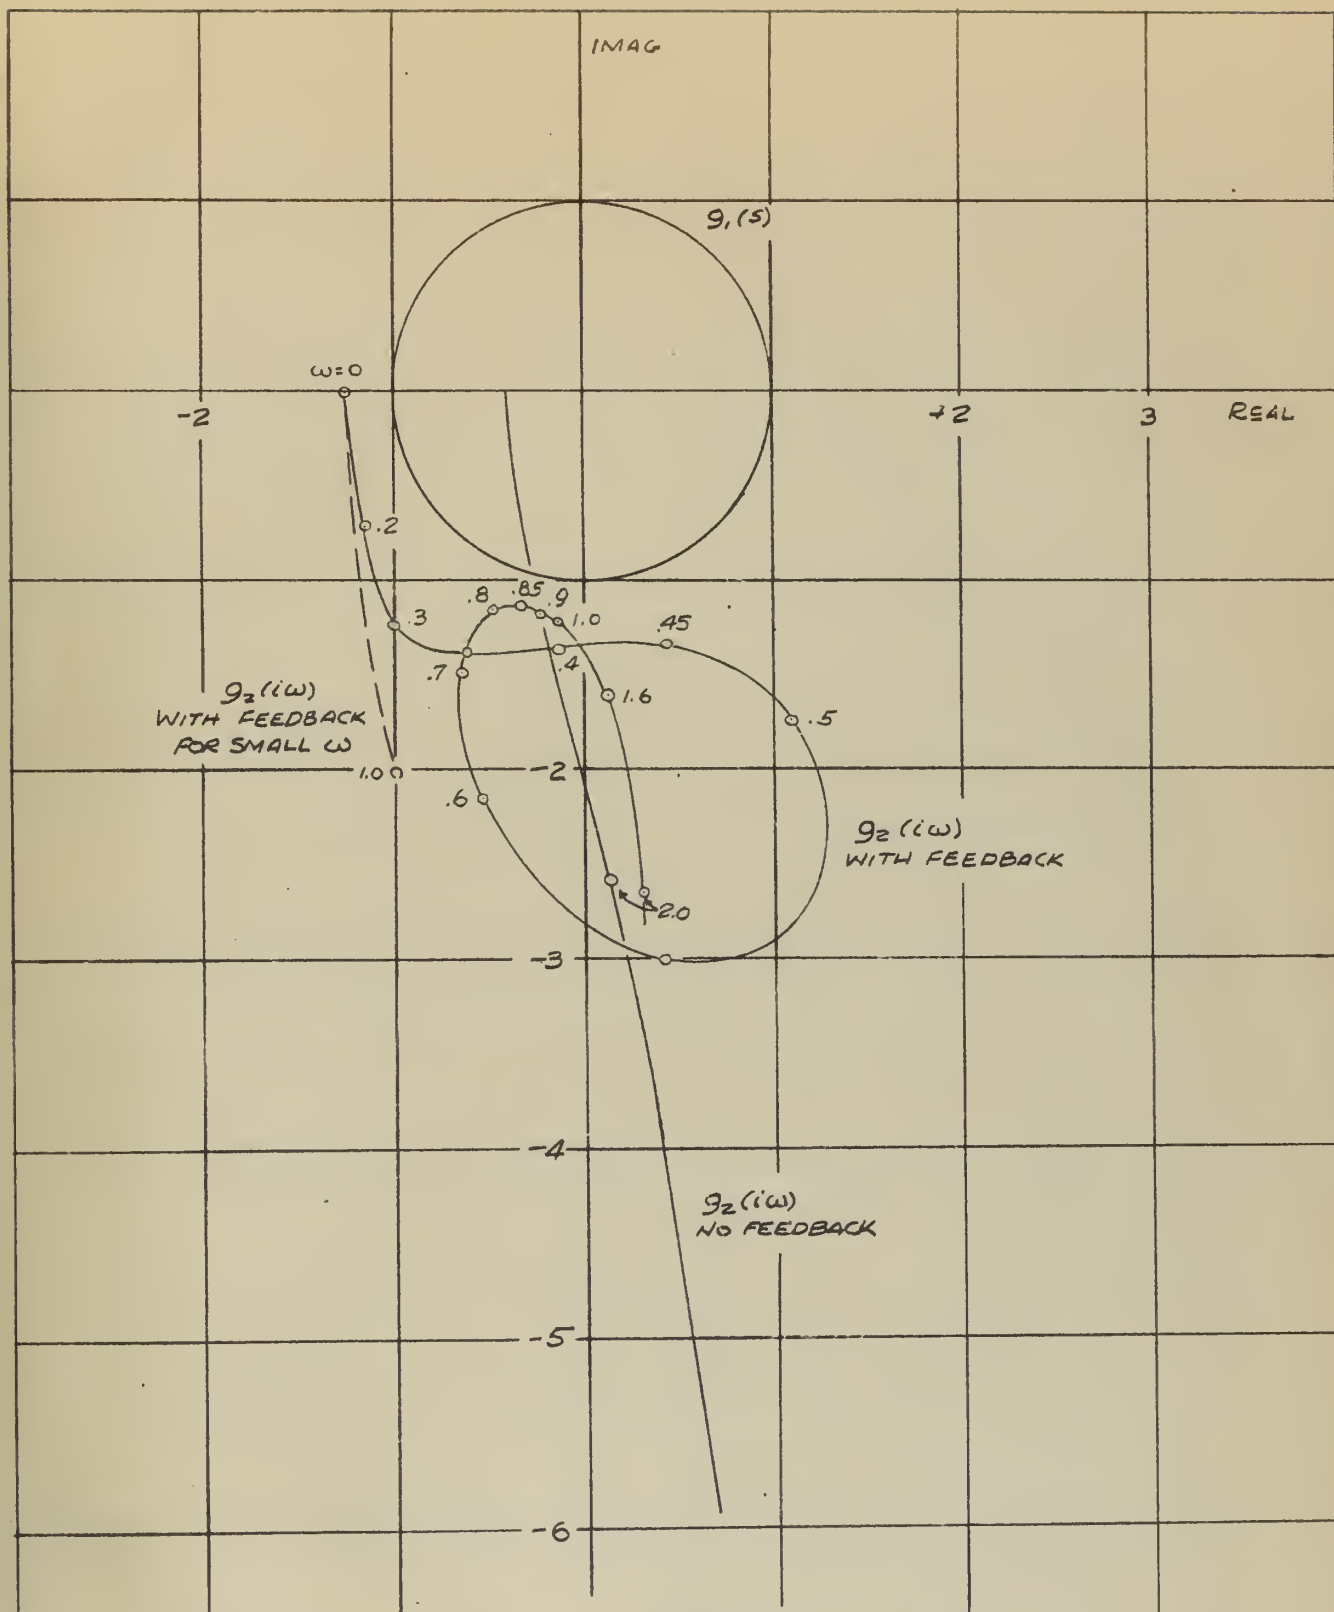 IMAG
g₁(s)
ω=0
-2
+2
3
REAL
.2
.3
.8
.85
.9
1.0
.45
.7
.4
g₂(iω)
WITH FEEDBACK
FOR SMALL ω
1.6
.5
1.0
-2
.6
g₂(iω)
WITH FEEDBACK
2.0
-3
-4
g₂(iω)
NO FEEDBACK
-5
-6